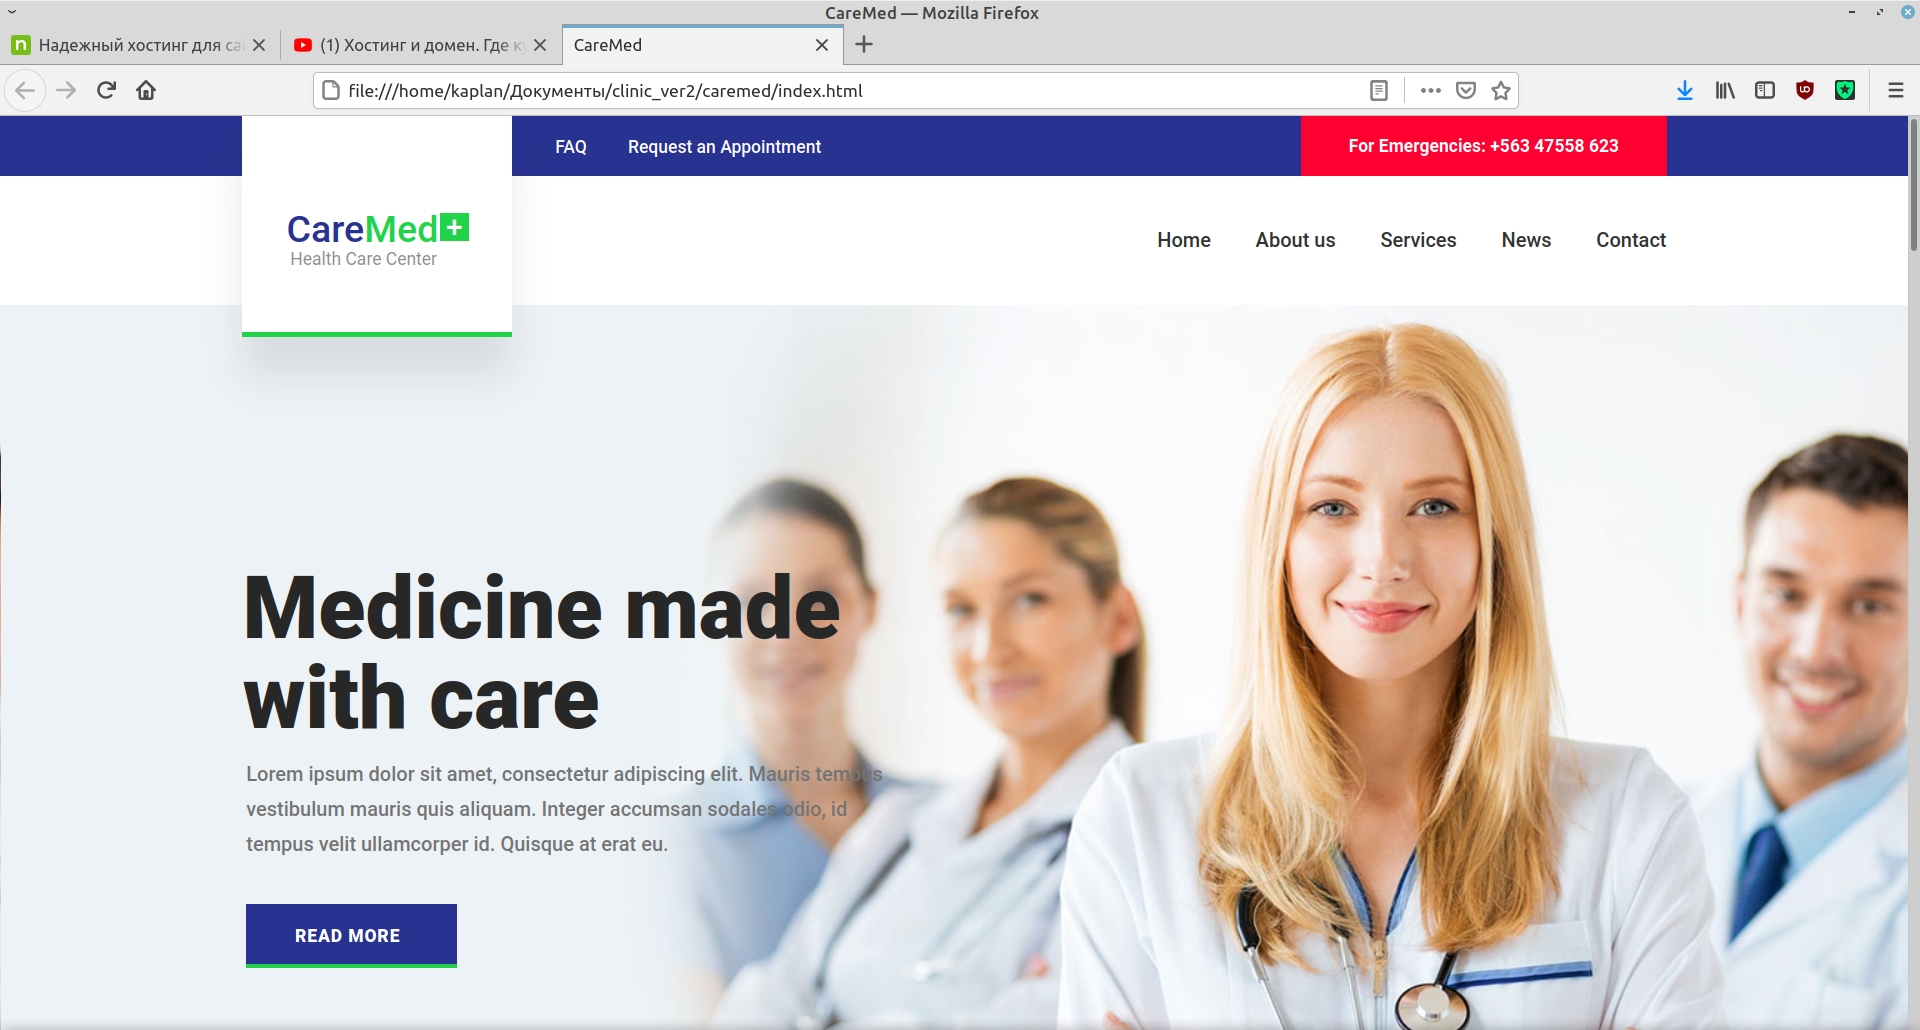 CareMed — Mozilla Firefox
Надежный хостинг для са
(1) Хостинг и домен. Где к
CareMed
file:///home/kaplan/Документы/clinic_ver2/caremed/index.html
FAQ
Request an Appointment
For Emergencies: +563 47558 623
CareMed+
Health Care Center
Home
About us
Services
News
Contact
Medicine made
with care
Lorem ipsum dolor sit amet, consectetur adipiscing elit. Mauris tempus
vestibulum mauris quis aliquam. Integer accumsan sodales odio, id
tempus velit ullamcorper id. Quisque at erat eu.
READ MORE